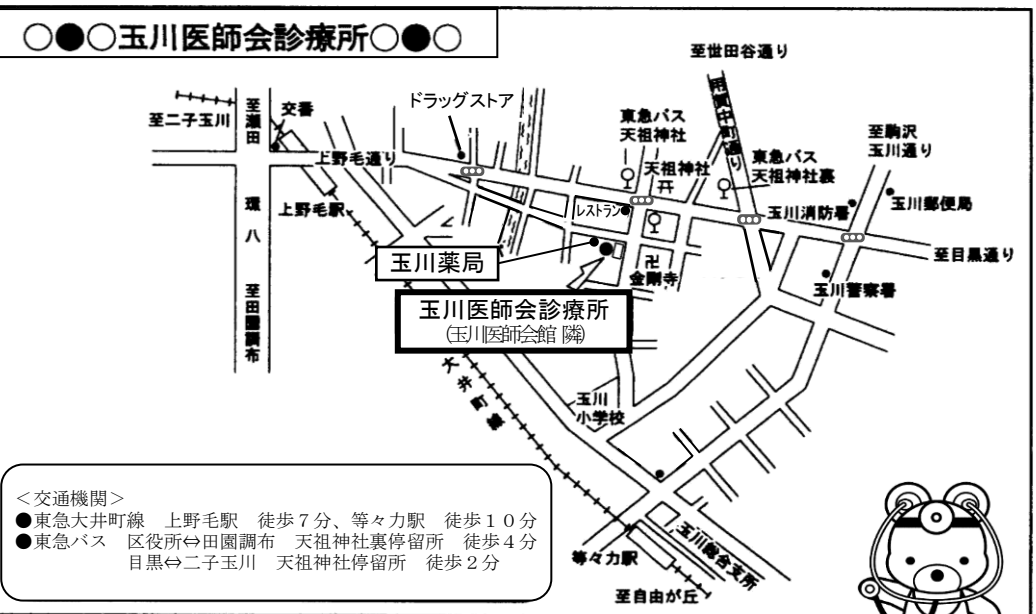 ○●○玉川医師会診療所○●○
至世田谷通り
用賀中町通り
ドラッグストア
東急バス
天祖神社
至駒沢
玉川通り
至二子玉川
至瀬田
交番
上野毛通り
天祖神社
東急バス
天祖神社裏
玉川消防署
玉川郵便局
環八
上野毛駅
レストラン
至目黒通り
玉川薬局
卍
金剛寺
玉川警察署
至田園調布
玉川医師会診療所
(玉川医師会館 隣)
大井町線
玉川
小学校
<交通機関>
●東急大井町線 上野毛駅 徒歩7分、等々力駅 徒歩10分
●東急バス 区役所⇔田園調布 天祖神社裏停留所 徒歩4分
目黒⇔二子玉川 天祖神社停留所 徒歩2分
等々力駅
玉川総合支所
至自由が丘